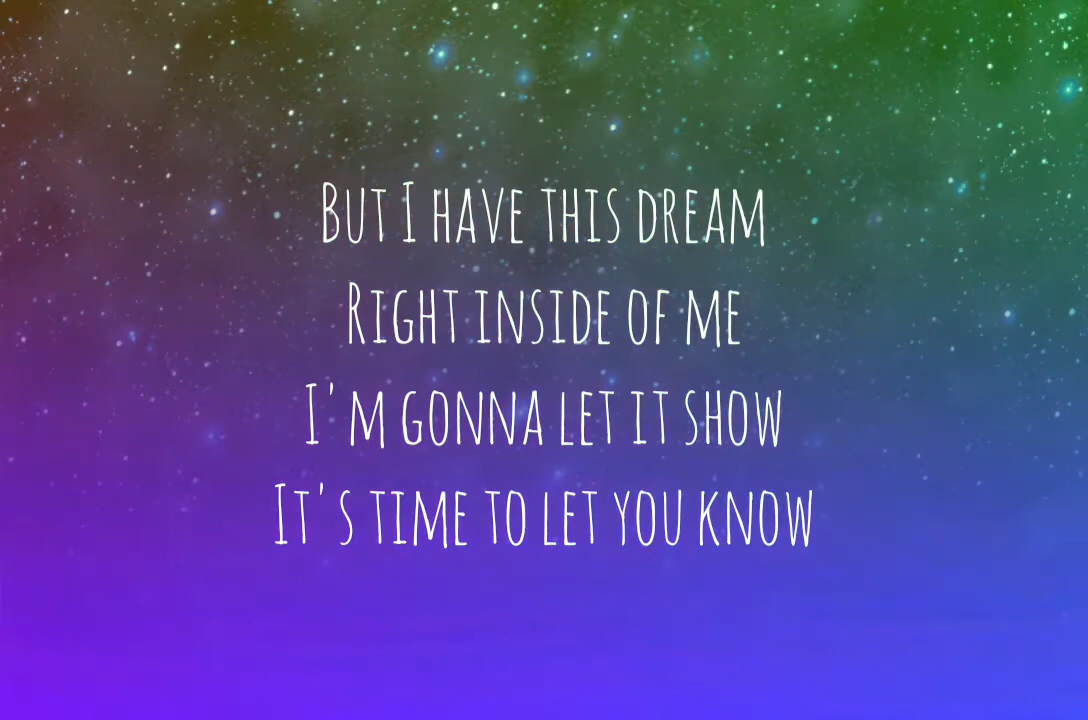 But I have this dream
Right inside of me
I'm gonna let it show
It's time to let you know